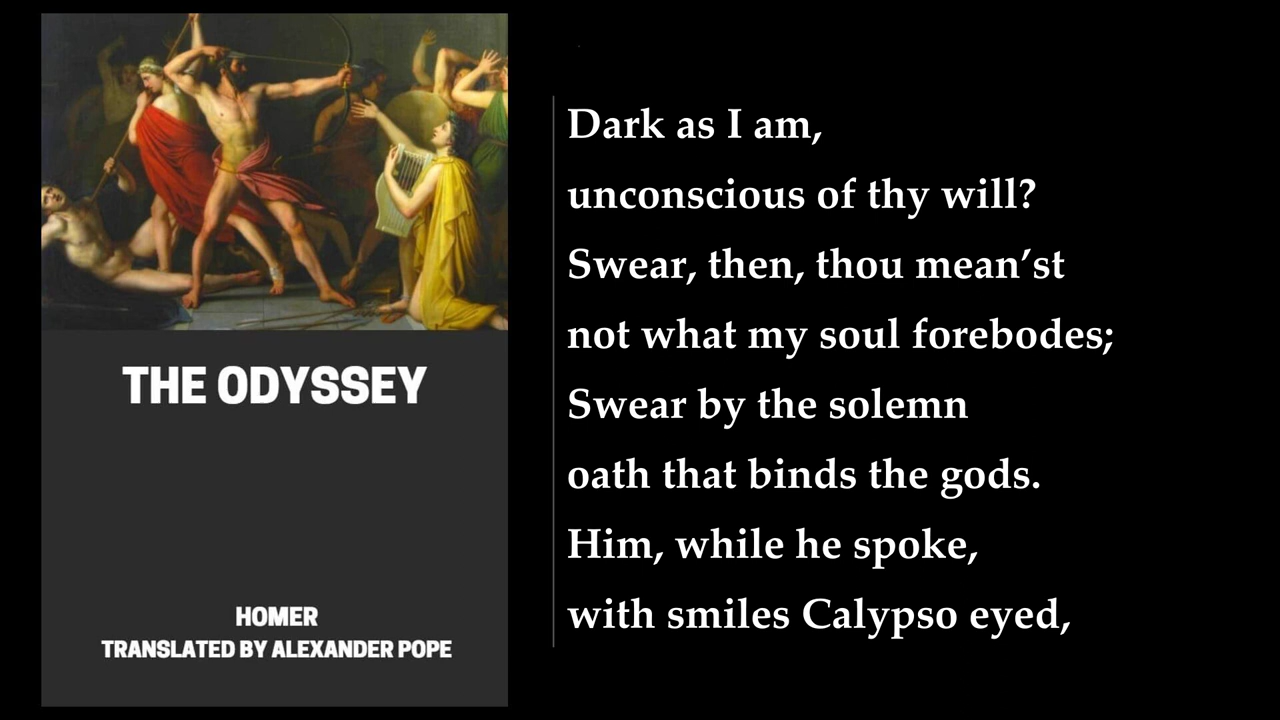 THE ODYSSEY
HOMER
TRANSLATED BY ALEXANDER POPE
Dark as I am,
unconscious of thy will?
Swear, then, thou mean’st
not what my soul forebodes;
Swear by the solemn
oath that binds the gods.
Him, while he spoke,
with smiles Calypso eyed,